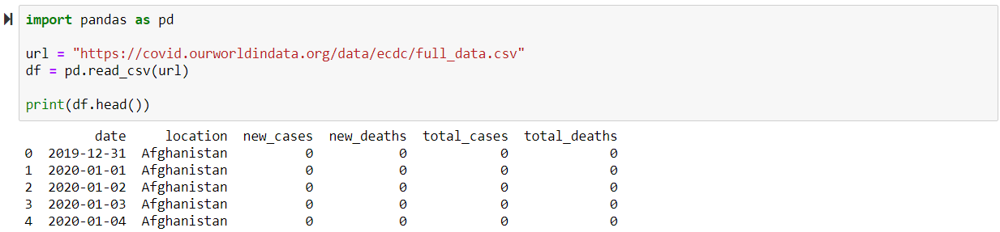 import pandas as pd
url = "https://covid.ourworldindata.org/data/ecdc/full_data.csv"
df = pd.read_csv(url)
print(df.head())
date location new_cases new_deaths total_cases total_deaths
0 2019-12-31 Afghanistan 0 0 0 0
1 2020-01-01 Afghanistan 0 0 0 0
2 2020-01-02 Afghanistan 0 0 0 0
3 2020-01-03 Afghanistan 0 0 0 0
4 2020-01-04 Afghanistan 0 0 0 0